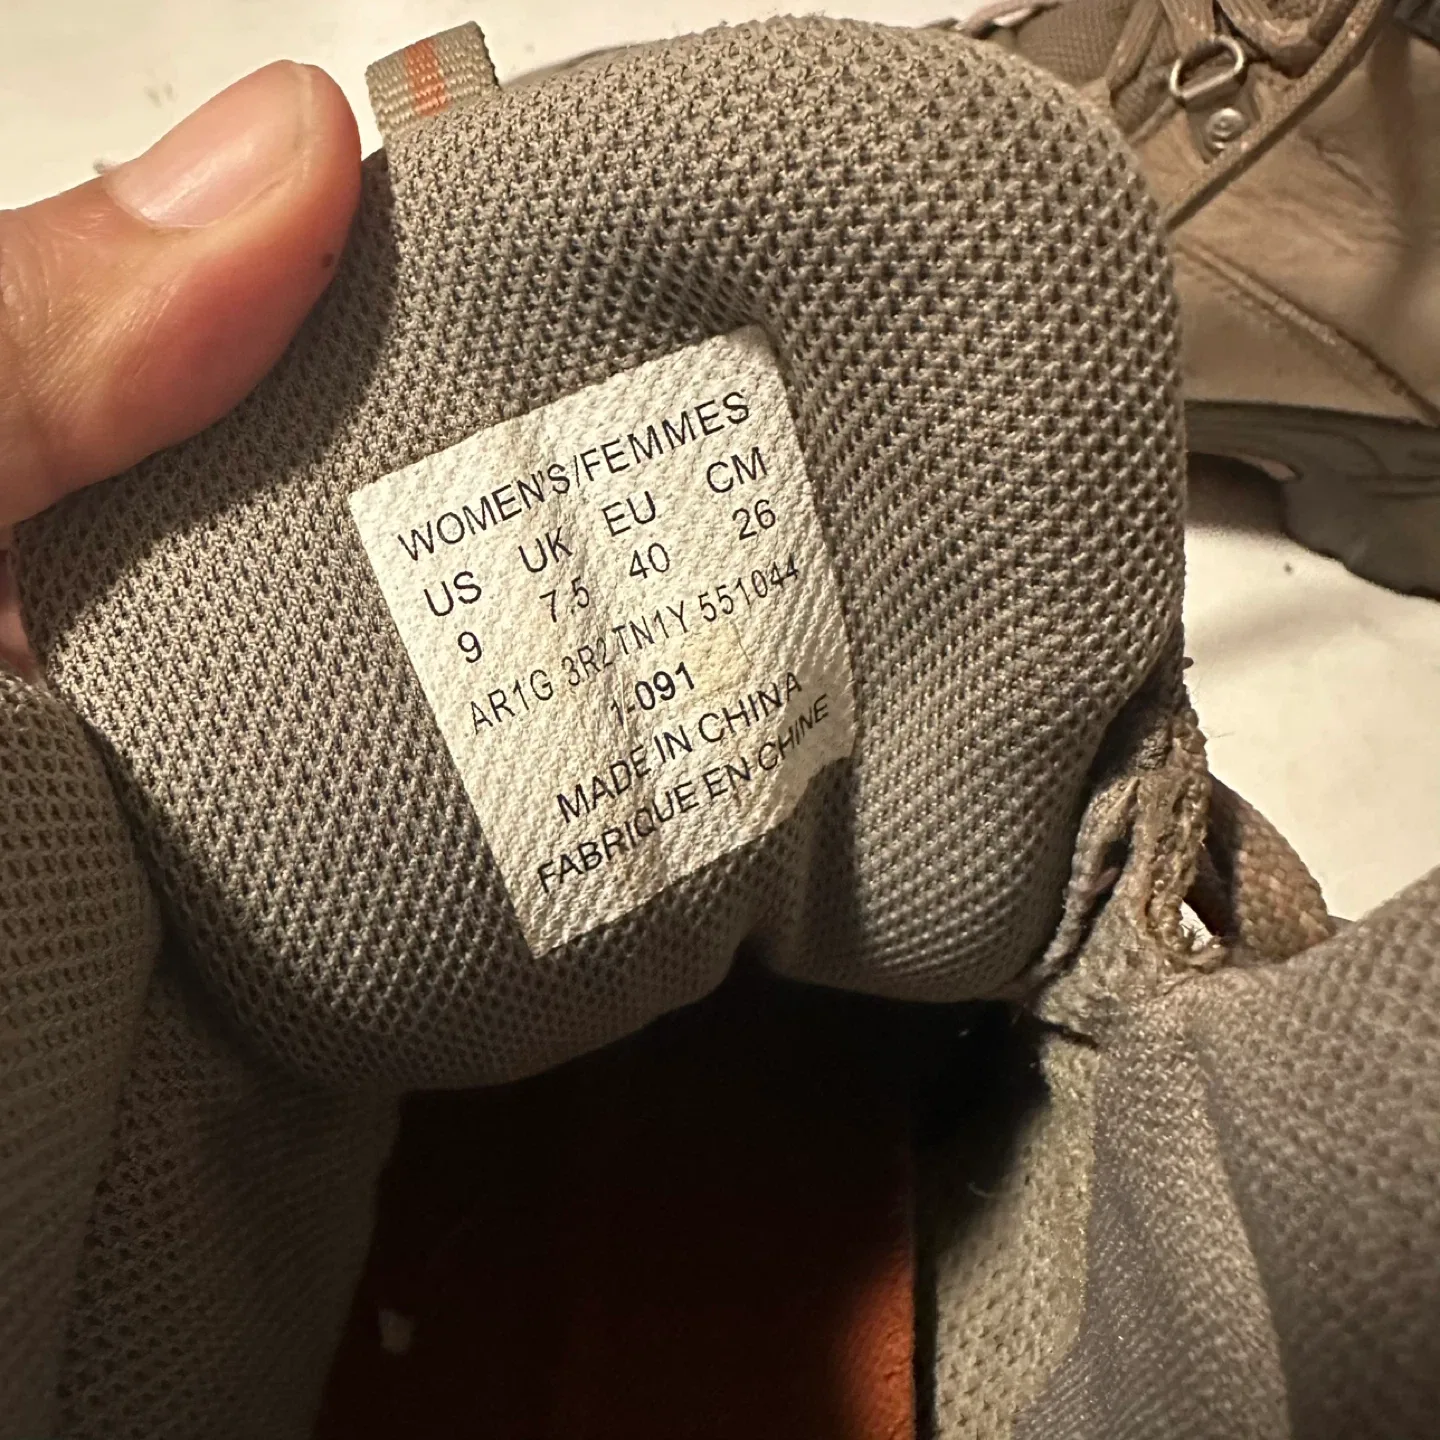 WOMEN'S/FEMMES
US UK EU CM
9 7.5 40 26
AR1G 3R2TN1Y 551044
1-091
MADE IN CHINA
FABRIQUE EN CHINE